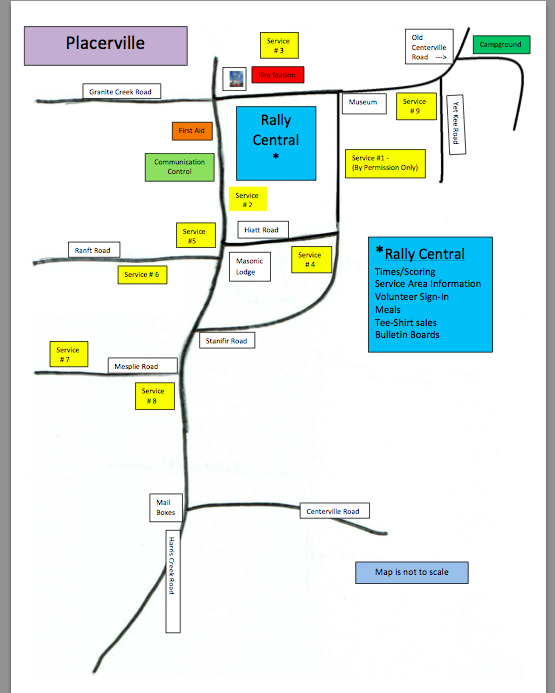 Placerville
Service
# 3
Old
Centerville
Road --->
Campground
Fire Station
Granite Creek Road
Museum
Service
# 9
Yet Kee Road
Rally
Central
*
First Aid
Communication
Control
Service #1 -
(By Permission Only)
Service
# 2
Service
#5
Hiatt Road
Ranft Road
Masonic
Lodge
Service
# 4
Service # 6
*Rally Central
Times/Scoring
Service Area Information
Volunteer Sign-In
Meals
Tee-Shirt sales
Bulletin Boards
Stanifir Road
Service
# 7
Mesplie Road
Service
# 8
Mail
Boxes
Centerville Road
Harris Creek Road
Map is not to scale